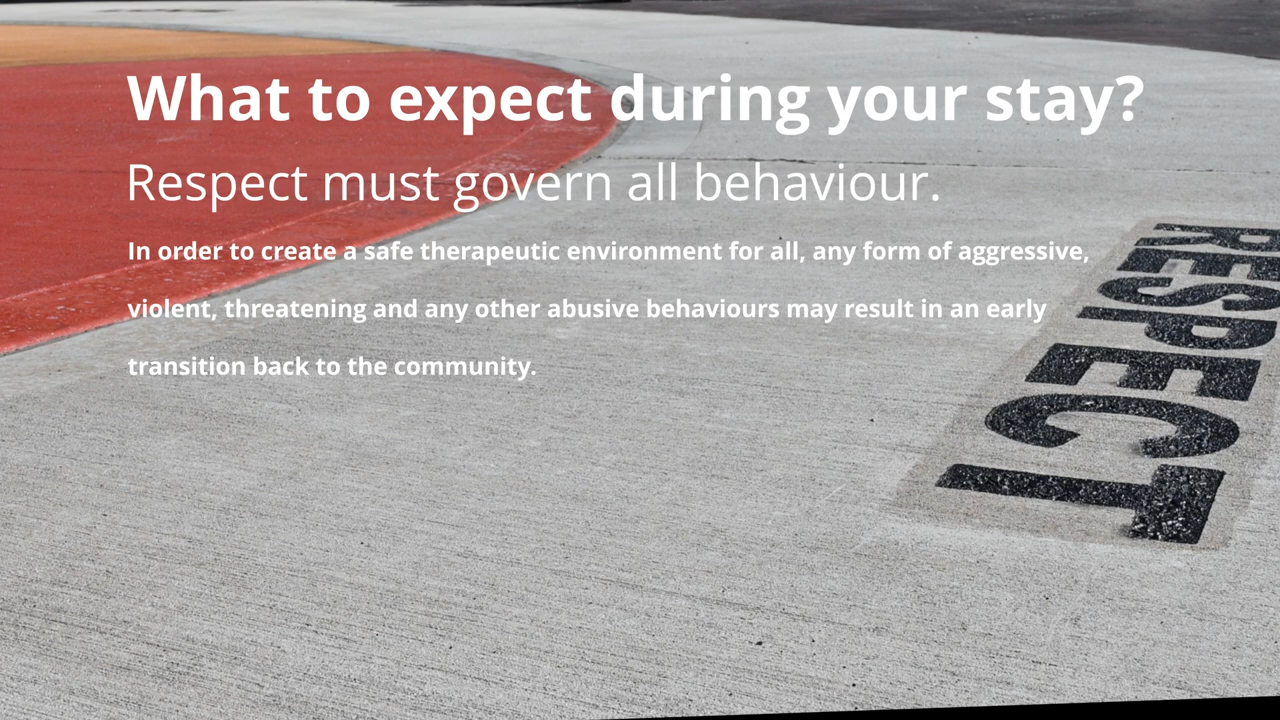 What to expect during your stay?
Respect must govern all behaviour.
In order to create a safe therapeutic environment for all, any form of aggressive,
violent, threatening and any other abusive behaviours may result in an early
transition back to the community.
RESPECT